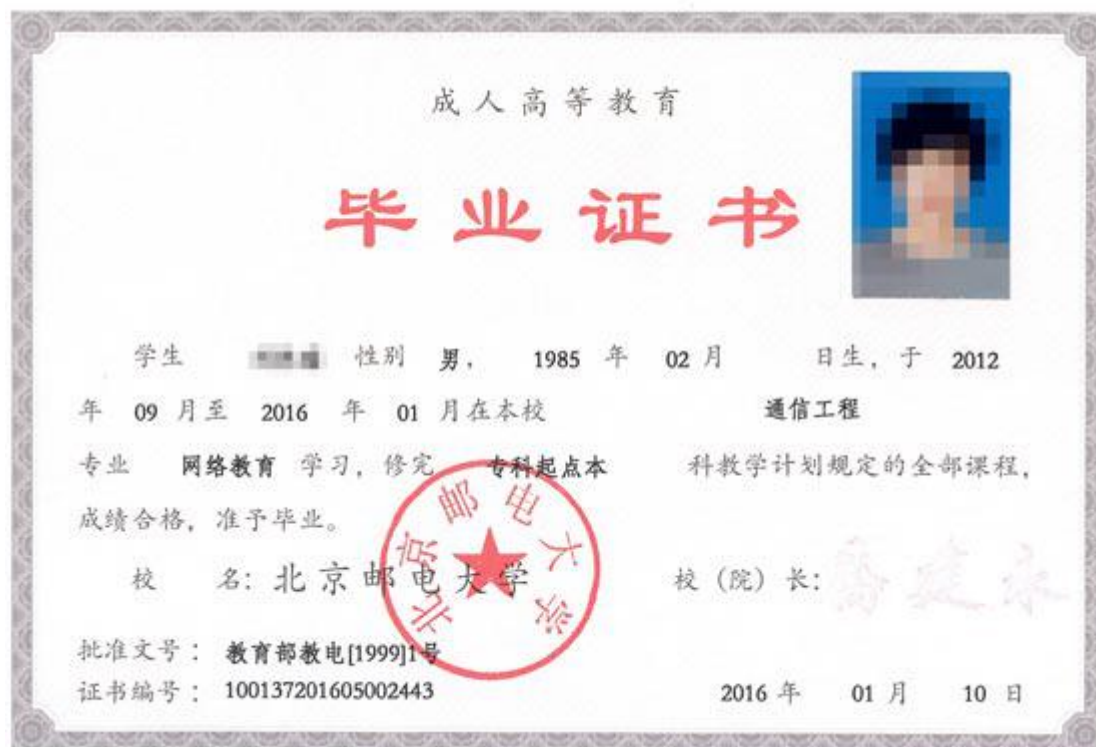 成人高等教育
毕业证书
学生 性别 男, 1985 年 02 月 日生, 于 2012
年 09 月至 2016 年 01 月在本校 通信工程
专业 网络教育 学习, 修完 专科起点本 科教学计划规定的全部课程,
成绩合格, 准予毕业。
校 名: 北京邮电大学 校 (院) 长:
北京邮电大学
批准文号: 教育部教电[1999]1号
证书编号: 100137201605002443
2016 年 01 月 10 日